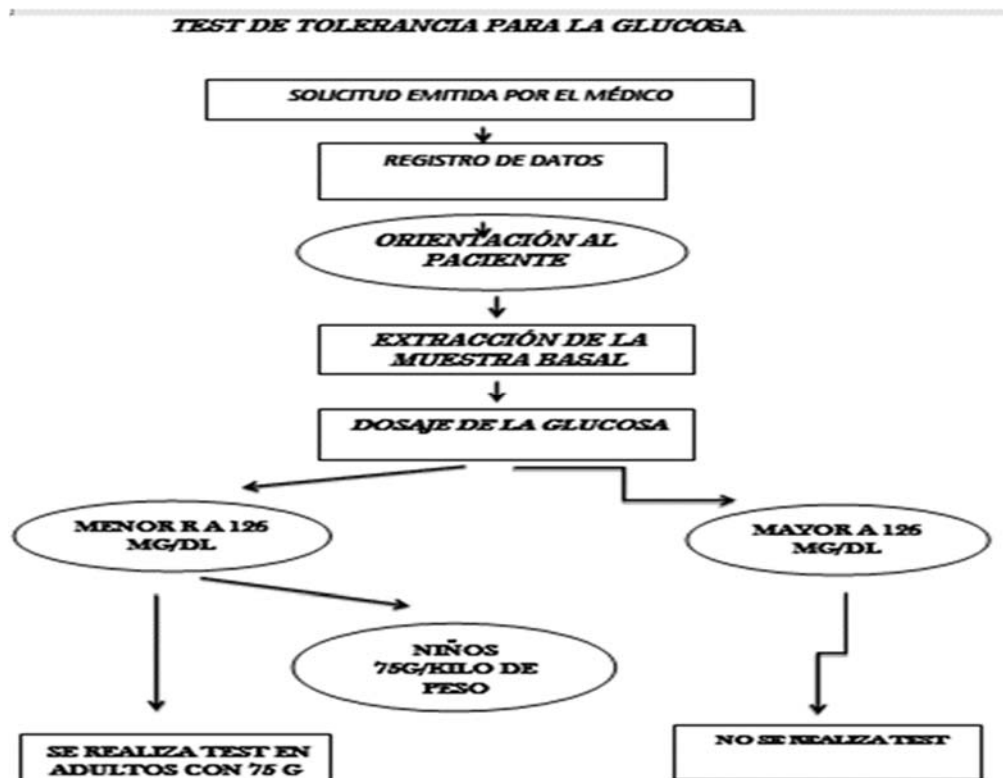 2
TEST DE TOLERANCIA PARA LA GLUCOSA
SOLICITUD EMITIDA POR EL MÉDICO
REGISTRO DE DATOS
ORIENTACIÓN AL
PACIENTE
EXTRACCIÓN DE LA
MUESTRA BASAL
DOSAJE DE LA GLUCOSA
MENOR R A 126
MG/DL
MAYOR A 126
MG/DL
NIÑOS
75G/KILO DE
PESO
SE REALIZA TEST EN
ADULTOS CON 75 G
NO SE REALIZA TEST